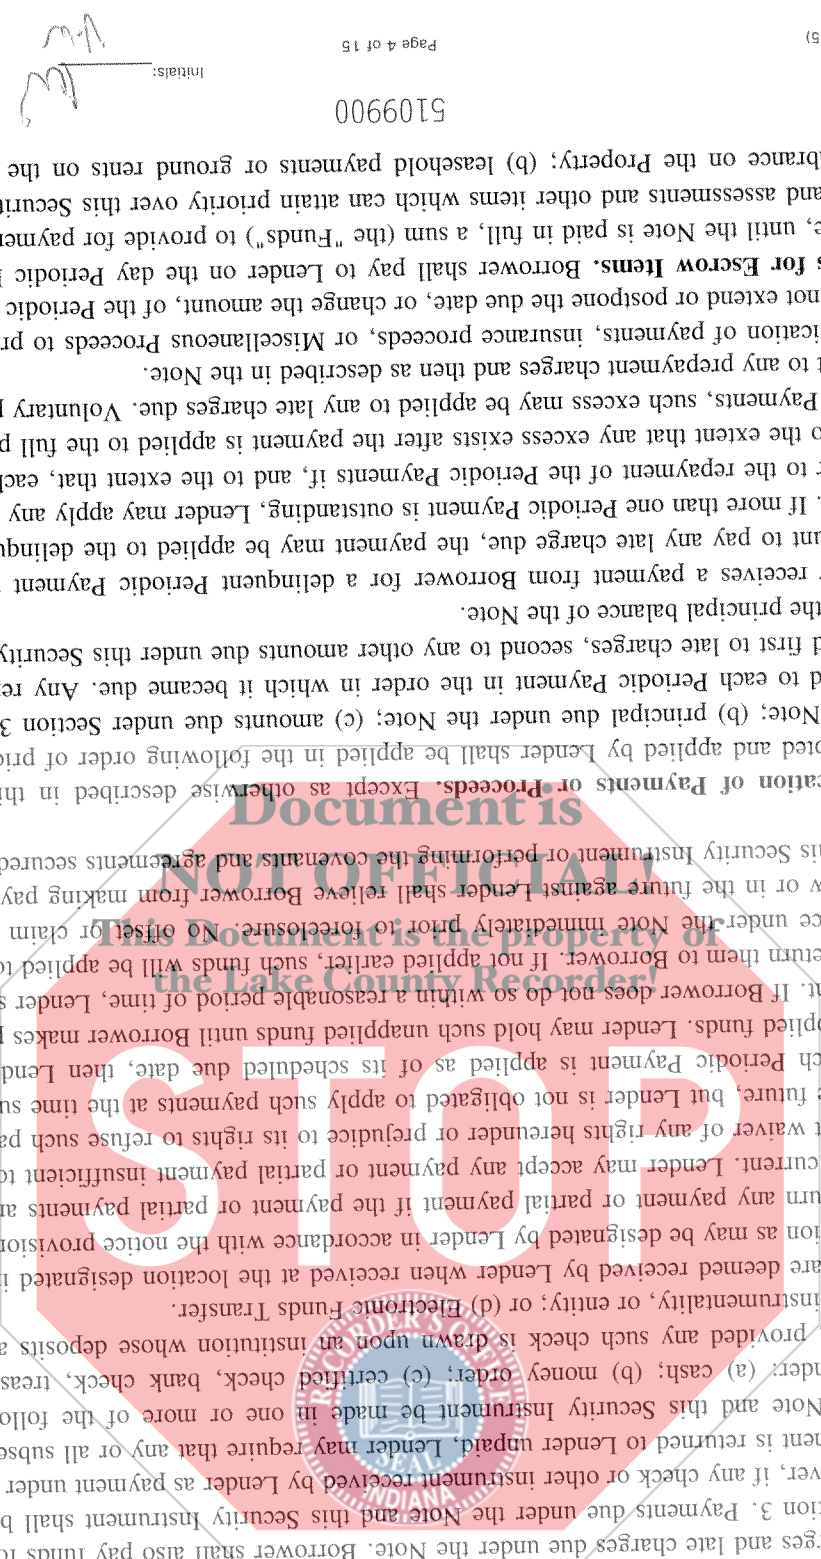 rges and late charges due under the Note. Borrower shall also pay funds fo
tion 3. Payments due under the Note and this Security Instrument shall b
ver, if any check or other instrument received by Lender as payment under
ment is returned to Lender unpaid, Lender may require that any or all subse
Note and this Security Instrument be made in one or more of the follo
nder: (a) cash; (b) money order; (c) certified check, bank check, treas
provided any such check is drawn upon an institution whose deposits a
instrumentality, or entity; or (d) Electronic Funds Transfer.
are deemed received by Lender when received at the location designated i
ion as may be designated by Lender in accordance with the notice provision
urn any payment or partial payment if the payment or partial payments ar
current. Lender may accept any payment or partial payment insufficient to
t waiver of any rights hereunder or prejudice to its rights to refuse such pa
e future, but Lender is not obligated to apply such payments at the time su
ch Periodic Payment is applied as of its scheduled due date, then Lend
pplied funds. Lender may hold such unapplied funds until Borrower makes p
nt. If Borrower does not do so within a reasonable period of time, Lender s
eturn them to Borrower. If not applied earlier, such funds will be applied to
ce under the Note immediately prior to foreclosure. No offset or claim
w or in the future against Lender shall relieve Borrower from making pay
his Security Instrument or performing the covenants and agreements secured
cation of Payments or Proceeds. Except as otherwise described in thi
pted and applied by Lender shall be applied in the following order of prio
Note; (b) principal due under the Note; (c) amounts due under Section 3
d to each Periodic Payment in the order in which it became due. Any re
d first to late charges, second to any other amounts due under this Security
the principal balance of the Note.
r receives a payment from Borrower for a delinquent Periodic Payment
unt to pay any late charge due, the payment may be applied to the delinqu
. If more than one Periodic Payment is outstanding, Lender may apply any
r to the repayment of the Periodic Payments if, and to the extent that, each
o the extent that any excess exists after the payment is applied to the full p
Payments, such excess may be applied to any late charges due. Voluntary p
t to any prepayment charges and then as described in the Note.
ication of payments, insurance proceeds, or Miscellaneous Proceeds to pr
not extend or postpone the due date, or change the amount, of the Periodic
s for Escrow Items. Borrower shall pay to Lender on the day Periodic
e, until the Note is paid in full, a sum (the "Funds") to provide for paymen
and assessments and other items which can attain priority over this Securit
brance on the Property; (b) leasehold payments or ground rents on the
5109900
Initials:
5) Page 4 of 15
Document is
NOT OFFICIAL!
This Document is the property of
the Lake County Recorder!
STOP
RECORDER'S OFFICE
SEAL
INDIANA